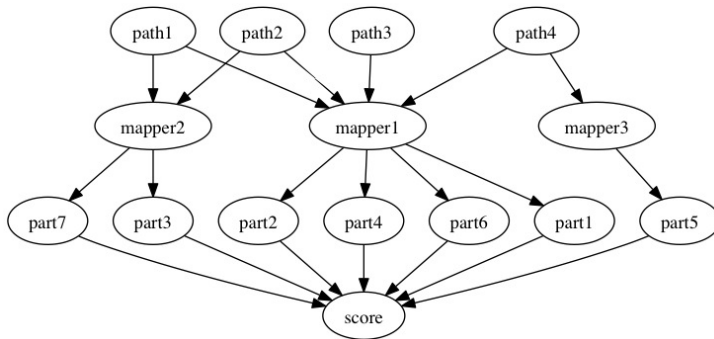 path1 path2 path3 path4
mapper2 mapper1 mapper3
part7 part3 part2 part4 part6 part1 part5
score